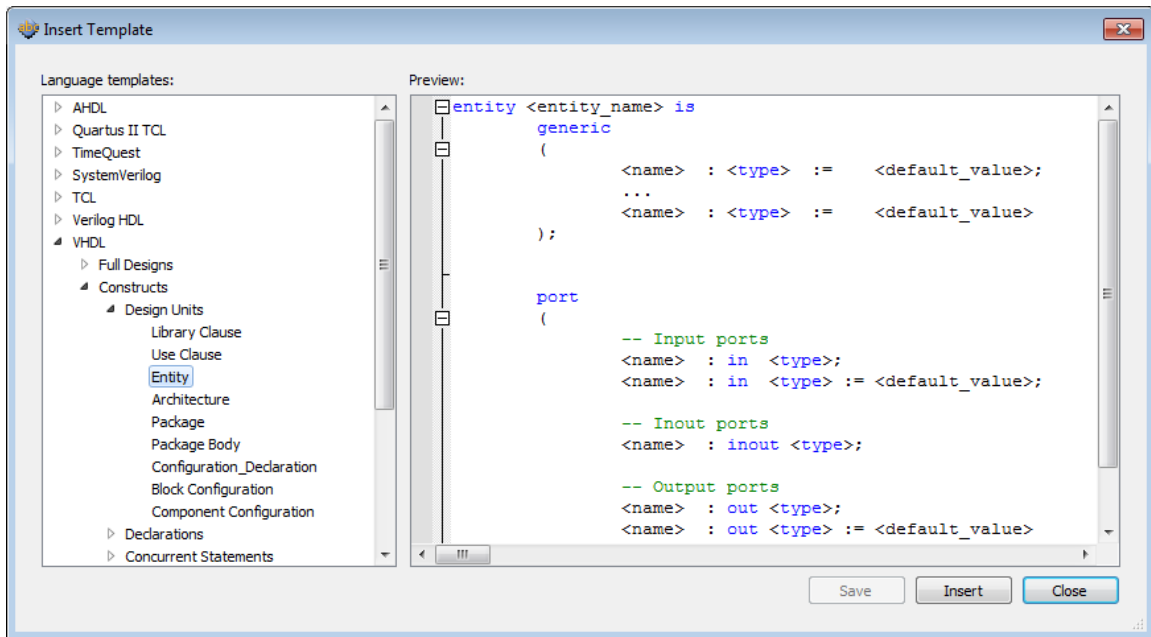 Insert Template
Language templates:
AHDL
Quartus II TCL
TimeQuest
SystemVerilog
TCL
Verilog HDL
VHDL
Full Designs
Constructs
Design Units
Library Clause
Use Clause
Entity
Architecture
Package
Package Body
Configuration_Declaration
Block Configuration
Component Configuration
Declarations
Concurrent Statements
Preview:
entity <entity_name> is
generic
(
<name> : <type> := <default_value>;
...
<name> : <type> := <default_value>
);
port
(
-- Input ports
<name> : in <type>;
<name> : in <type> := <default_value>;
-- Inout ports
<name> : inout <type>;
-- Output ports
<name> : out <type>;
<name> : out <type> := <default_value>
Save
Insert
Close